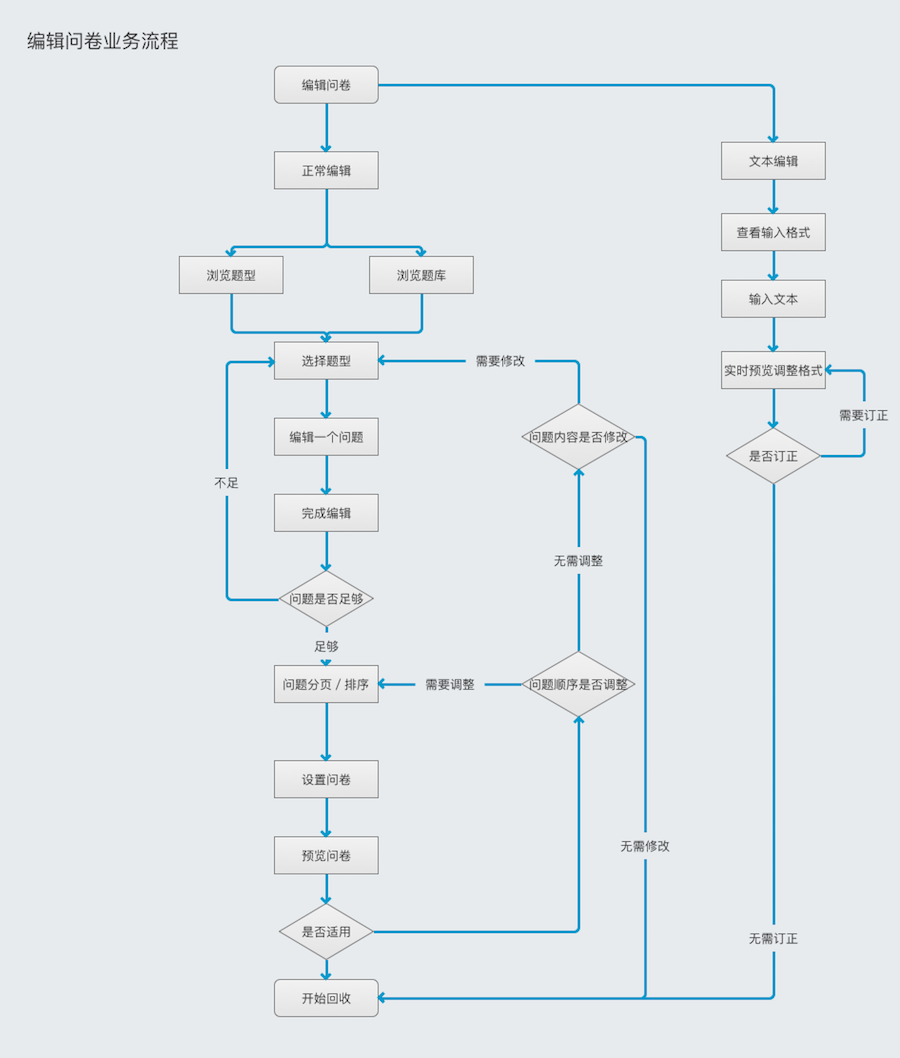 编辑问卷业务流程
编辑问卷
文本编辑
正常编辑
查看输入格式
浏览题型
浏览题库
输入文本
选择题型
需要修改
实时预览调整格式
需要订正
编辑一个问题
问题内容是否修改
是否订正
不足
完成编辑
无需调整
问题是否足够
足够
问题分页 / 排序
需要调整
问题顺序是否调整
设置问卷
无需修改
预览问卷
是否适用
无需订正
开始回收